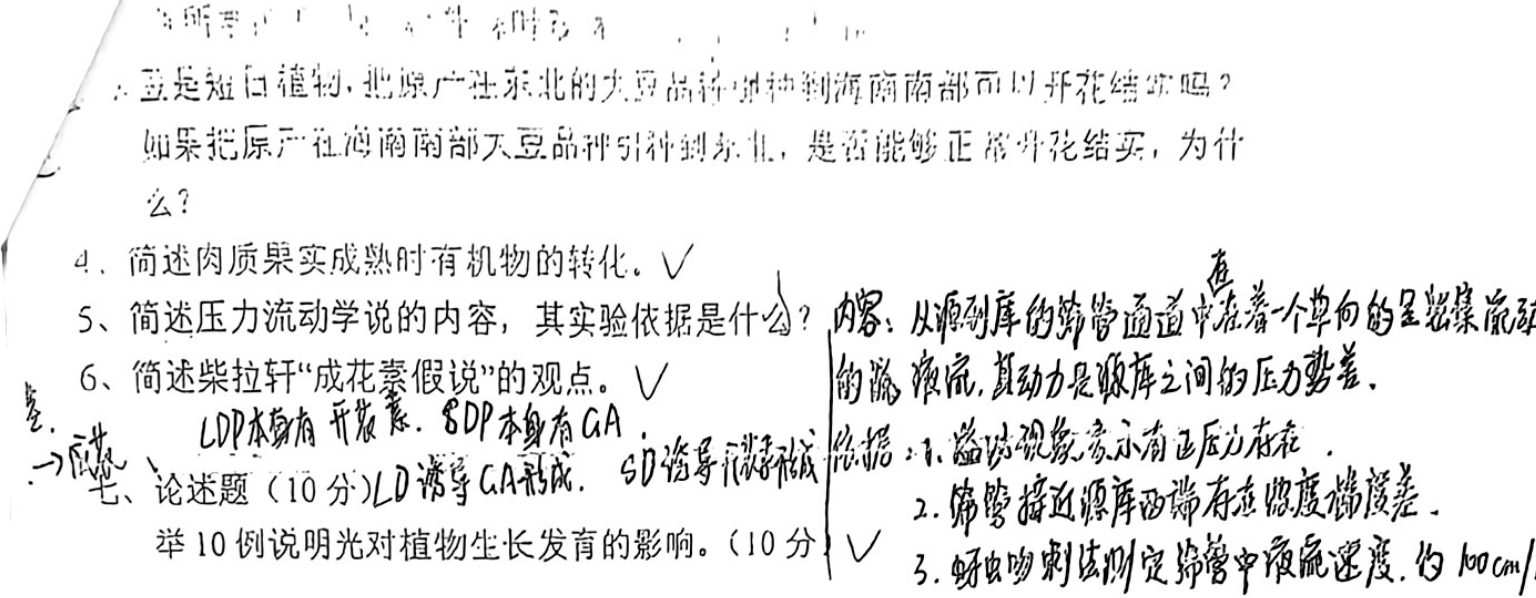 豆是短日植物，把原产在东北的大豆品种引种到海南南部可以开花结实吗？
如果把原产在海南南部大豆品种引种到东北，是否能够正常开花结实，为什
么？
4、简述肉质果实成熟时有机物的转化。✓
5、简述压力流动学说的内容，其实验依据是什么？
6、简述柴拉轩“成花素假说”的观点。✓
LDP本身有开花素. SDP本身有GA.
→成花
七、论述题（10分）LD诱导GA形成. SD诱导开花素形成
举10例说明光对植物生长发育的影响。（10分 ✓
内容：从源到库的筛管通道中存在着一个单向的呈密集流动
的液流，其动力是源库之间的压力势差.
依据：1. 溢泌现象表示有正压力存在.
2. 筛管接近源库两端存在浓度梯度差.
3. 蚜虫吻刺法测定筛管中液流速度. 约100cm/